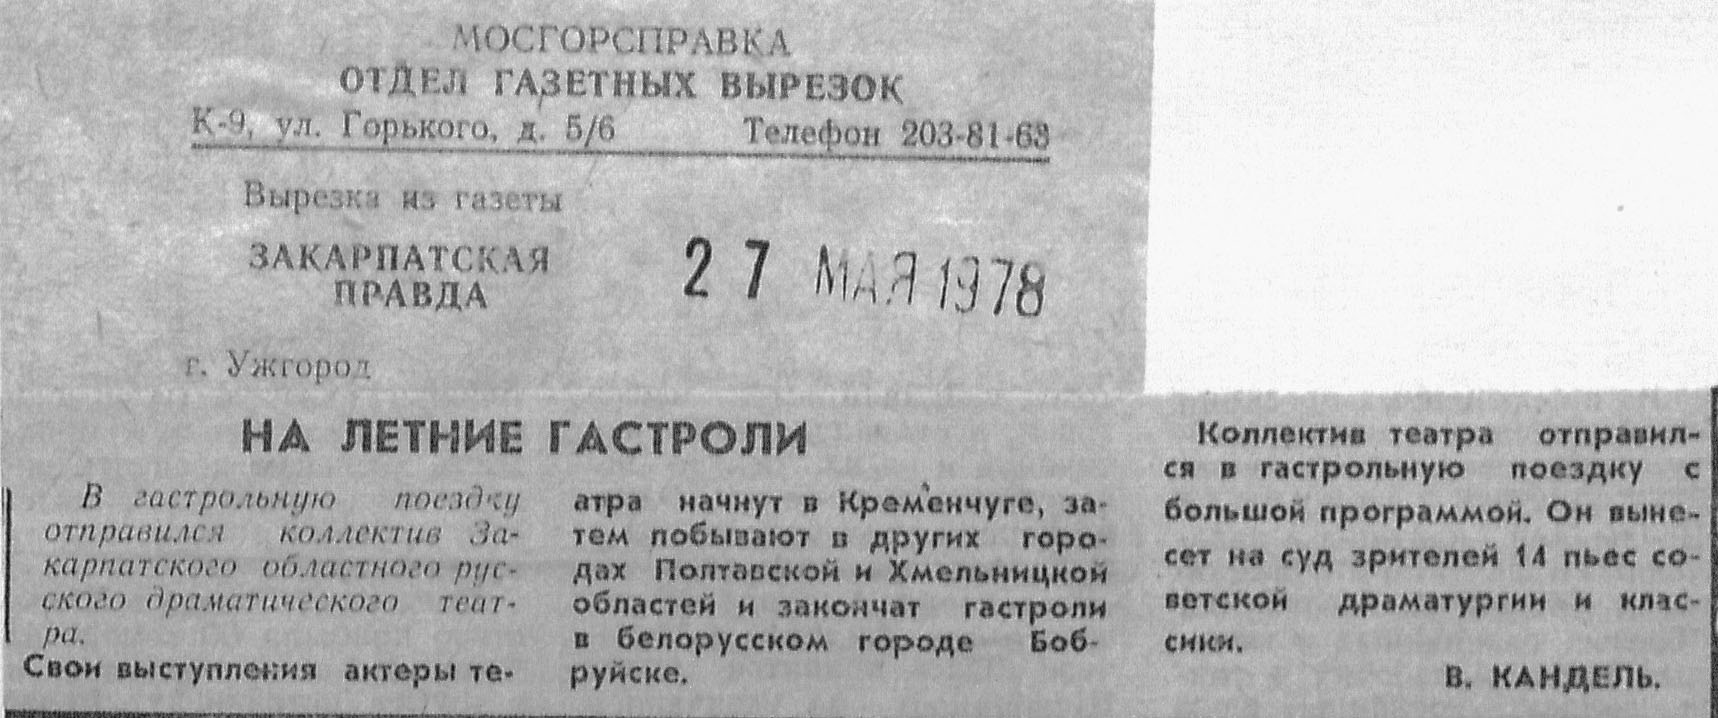 МОСГОРСПРАВКА
ОТДЕЛ ГАЗЕТНЫХ ВЫРЕЗОК
К-9, ул. Горького, д. 5/6 Телефон 203-81-63
Вырезка из газеты
ЗАКАРПАТСКАЯ
ПРАВДА
27 МАЯ 1978
г. Ужгород
НА ЛЕТНИЕ ГАСТРОЛИ
В гастрольную поездку
отправился коллектив За-
карпатского областного рус-
ского драматического теат-
ра.
Свои выступления актеры те-
атра начнут в Кременчуге, за-
тем побывают в других горо-
дах Полтавской и Хмельницкой
областей и закончат гастроли
в белорусском городе Боб-
руйске.
Коллектив театра отправил-
ся в гастрольную поездку с
большой программой. Он выне-
сет на суд зрителей 14 пьес со-
ветской драматургии и клас-
сики.
В. КАНДЕЛЬ.